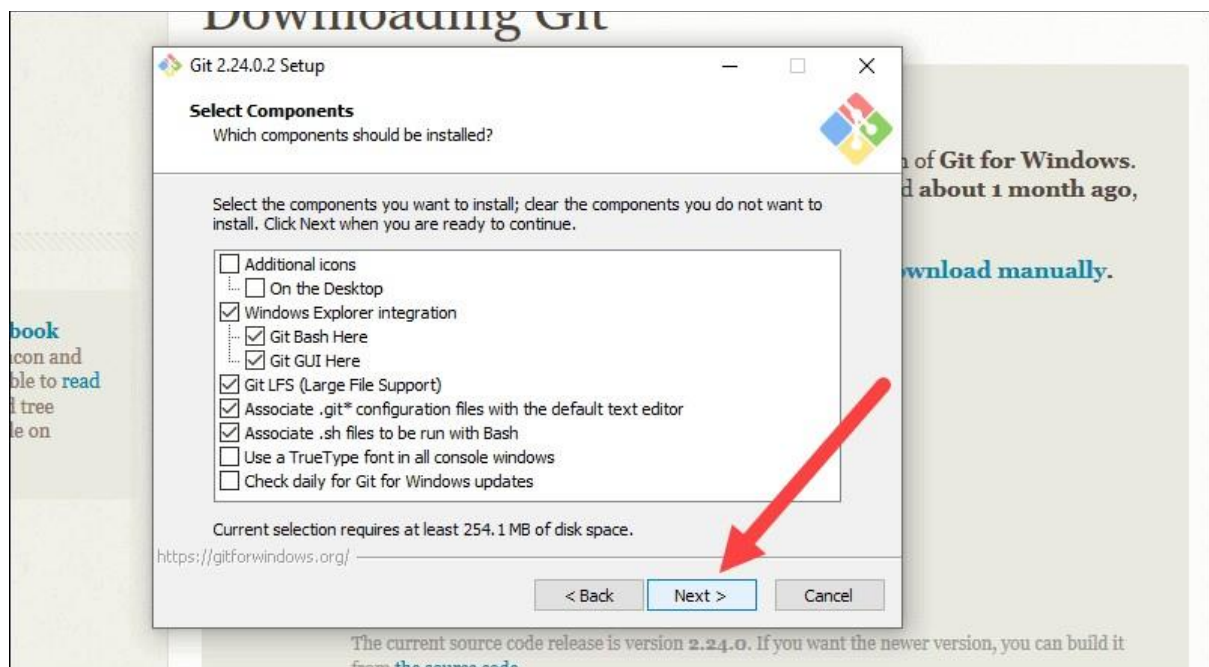 Downloading Git
Git 2.24.0.2 Setup
Select Components
Which components should be installed?
Select the components you want to install; clear the components you do not want to
install. Click Next when you are ready to continue.
Additional icons
On the Desktop
Windows Explorer integration
Git Bash Here
Git GUI Here
Git LFS (Large File Support)
Associate .git* configuration files with the default text editor
Associate .sh files to be run with Bash
Use a TrueType font in all console windows
Check daily for Git for Windows updates
Current selection requires at least 254.1 MB of disk space.
https://gitforwindows.org/
< Back
Next >
Cancel
of Git for Windows.
about 1 month ago,
download manually.
book
icon and
ble to read
tree
le on
The current source code release is version 2.24.0. If you want the newer version, you can build it
from the source code.